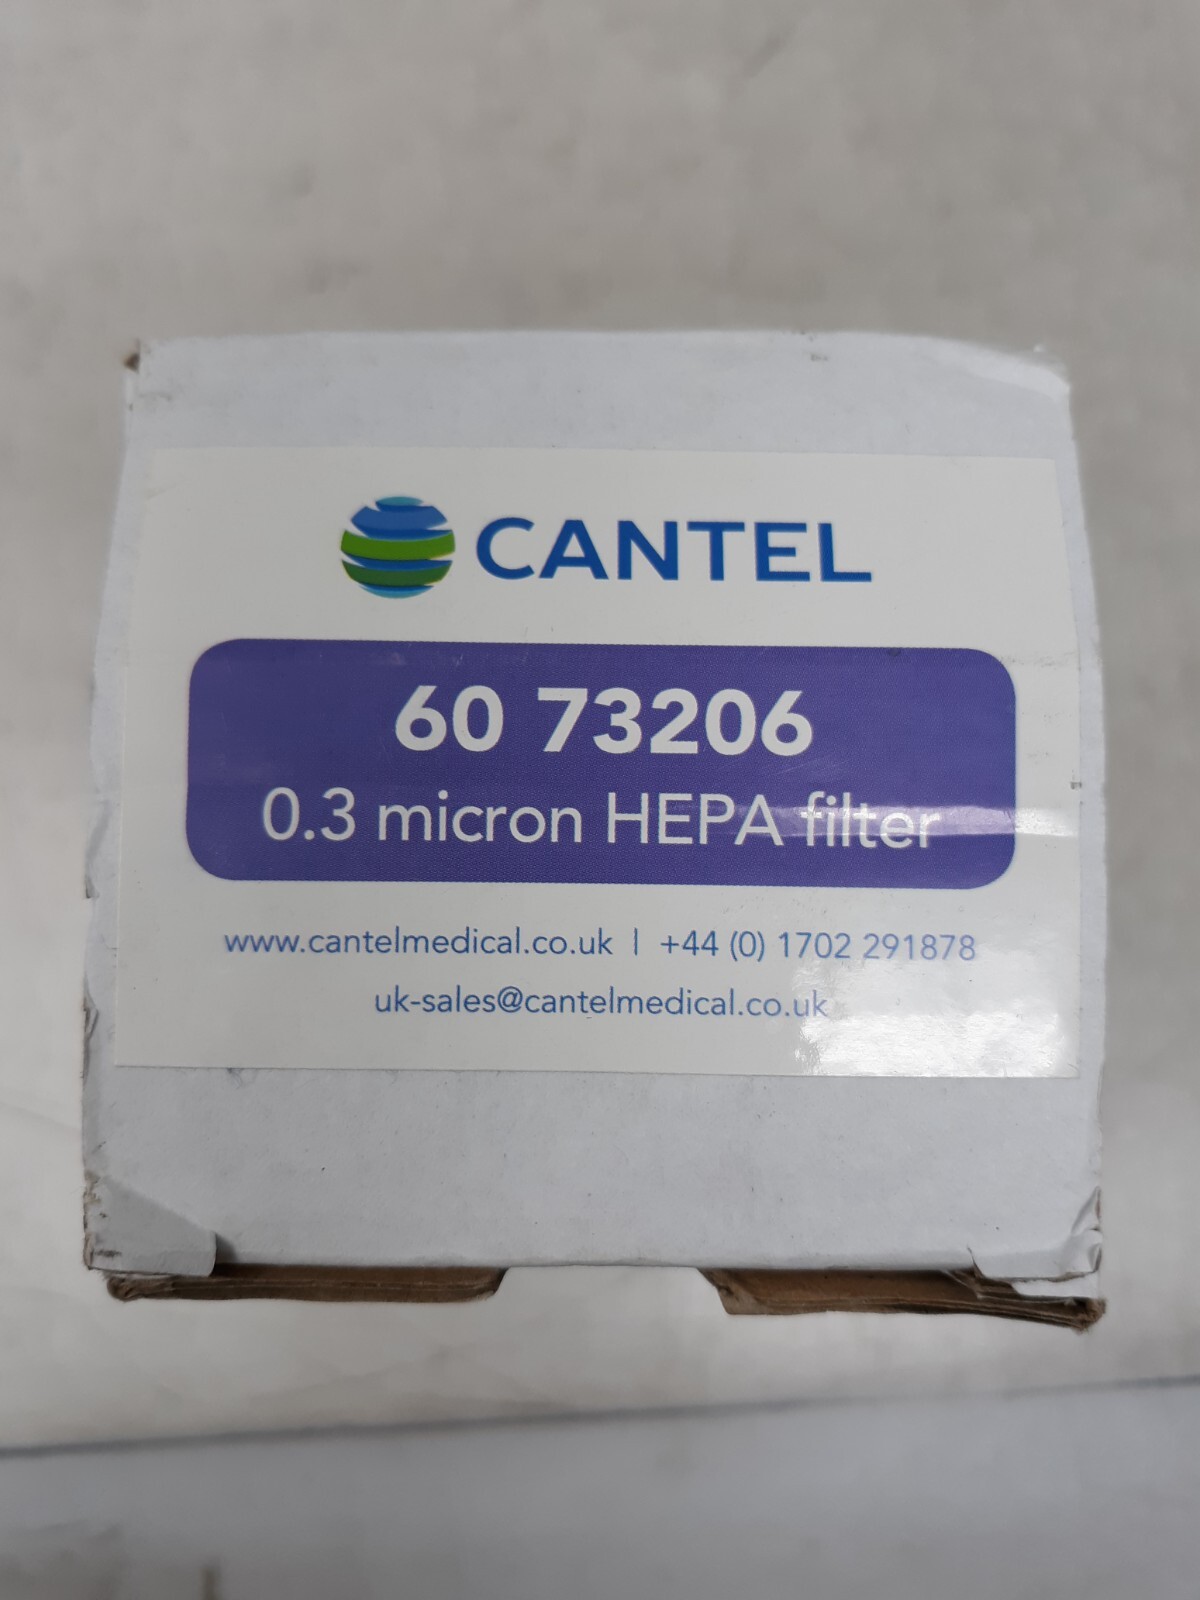 CANTEL
60 73206
0.3 micron HEPA filter
www.cantelmedical.co.uk | +44 (0) 1702 291878
uk-sales@cantelmedical.co.uk